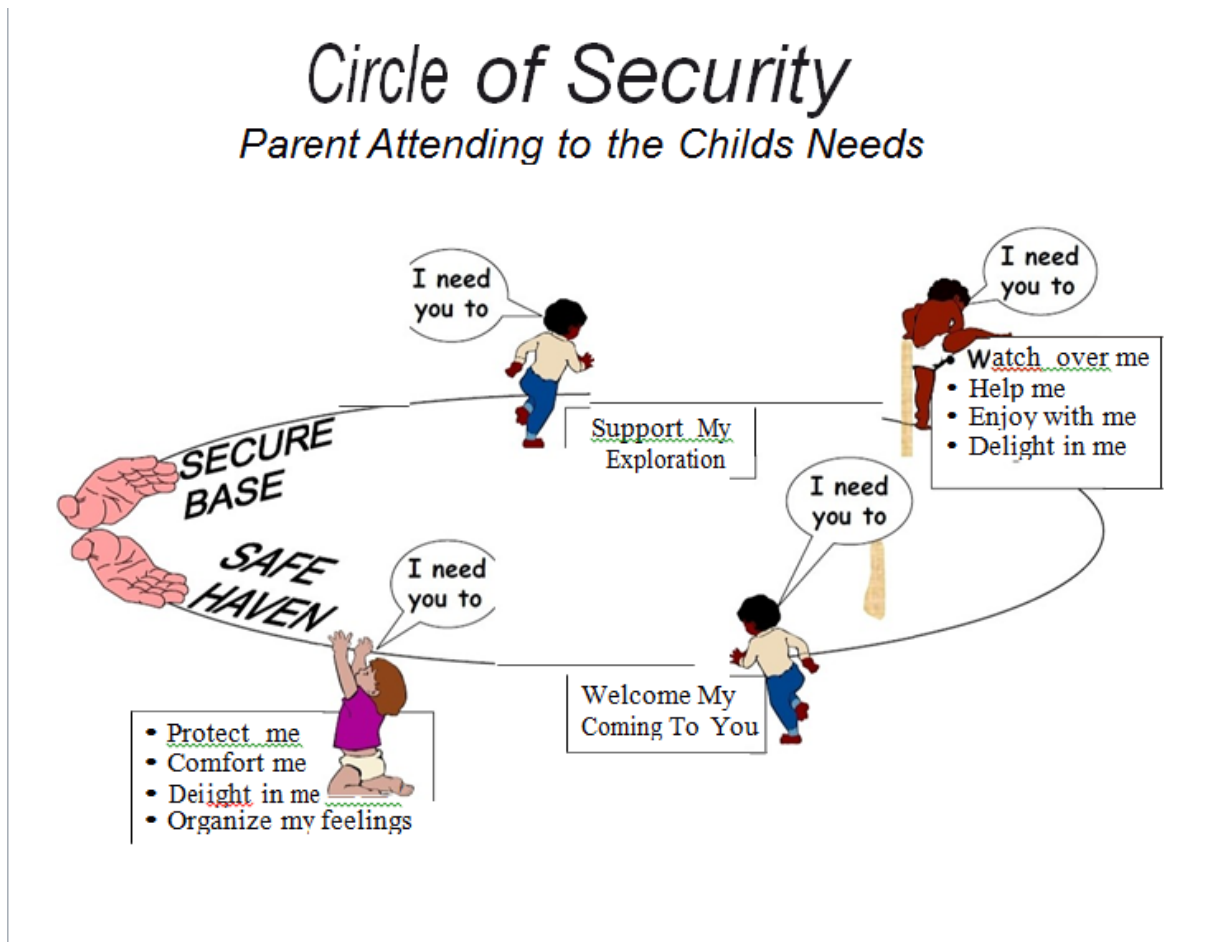 Circle of Security
Parent Attending to the Childs Needs
I need
you to
I need
you to
• Watch over me
• Help me
• Enjoy with me
• Delight in me
Support My
Exploration
SECURE
BASE
I need
you to
SAFE
HAVEN
I need
you to
Welcome My
Coming To You
• Protect me
• Comfort me
• Deiight in me
• Organize my feelings